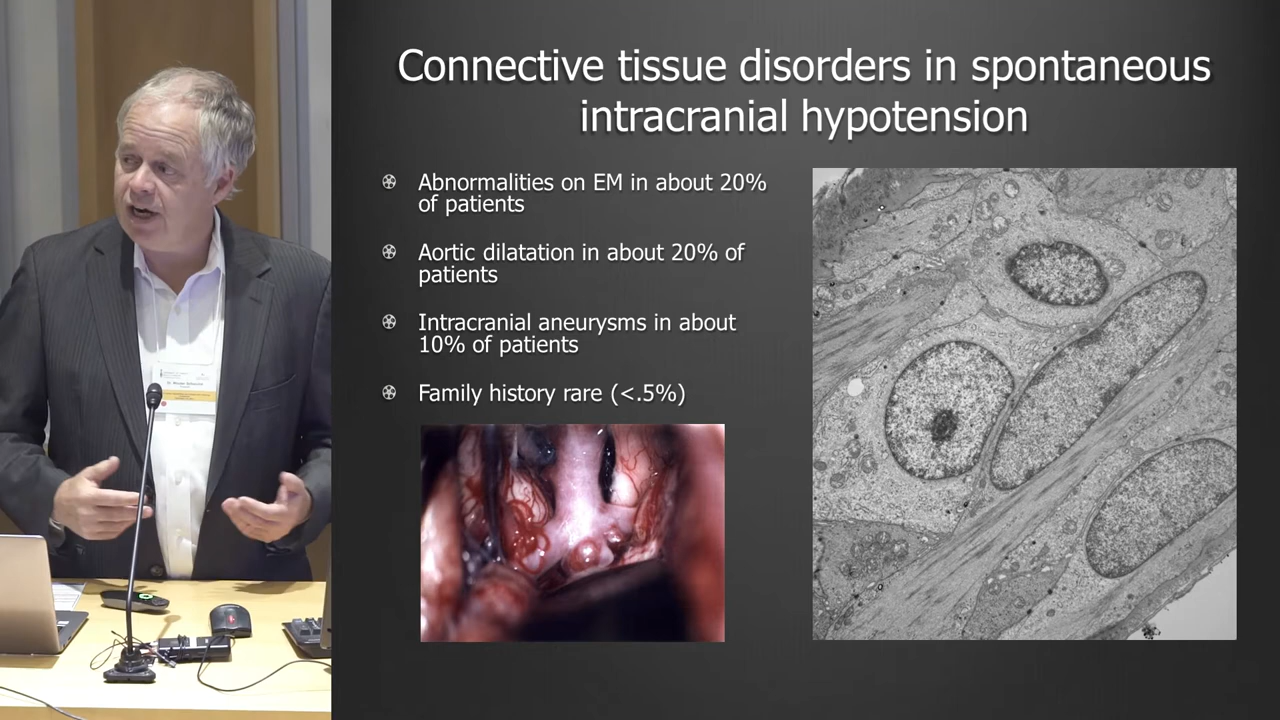 Connective tissue disorders in spontaneous
intracranial hypotension
Abnormalities on EM in about 20%
of patients
Aortic dilatation in about 20% of
patients
Intracranial aneurysms in about
10% of patients
Family history rare (<.5%)